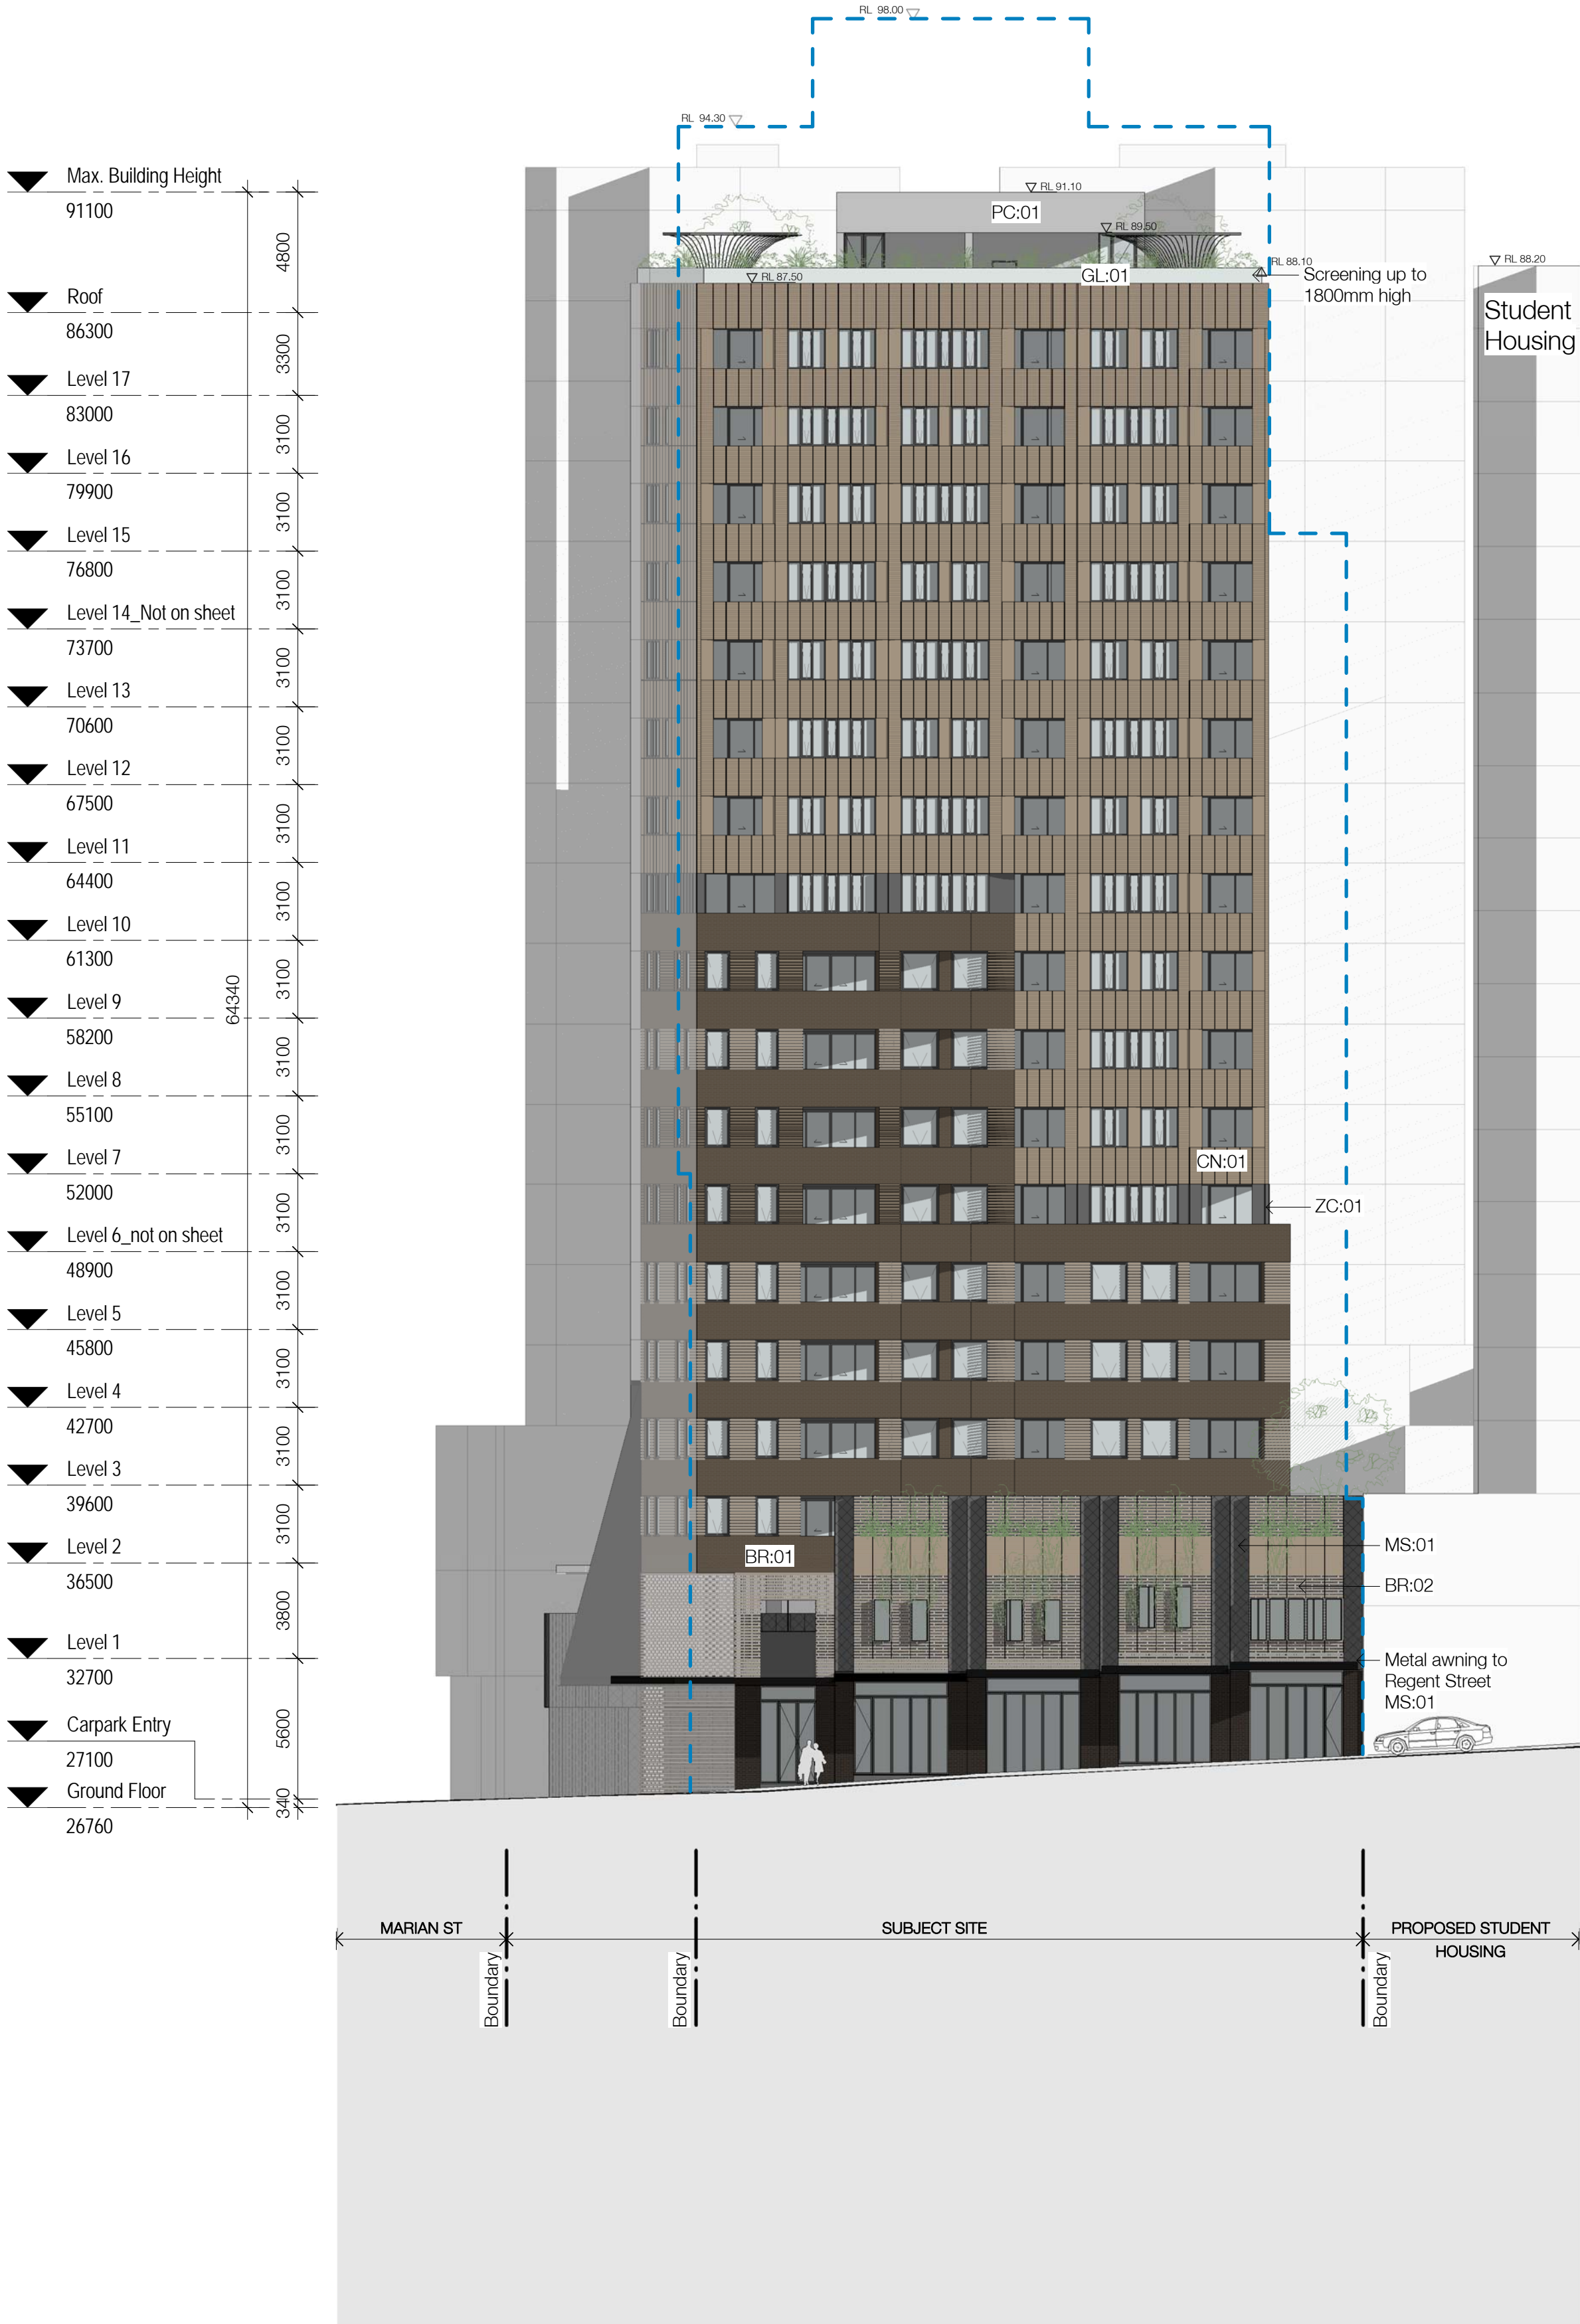 RL 98.00
RL 94.30
Max. Building Height
91100
4800
RL 91.10
PC:01
RL 89.50
RL 88.10
RL 88.20
RL 87.50
GL:01
Screening up to
1800mm high
Student
Housing
Roof
86300
3300
Level 17
83000
3100
Level 16
79900
3100
Level 15
76800
3100
Level 14_Not on sheet
73700
3100
Level 13
70600
3100
Level 12
67500
3100
Level 11
64400
3100
Level 10
61300
3100
64340
Level 9
58200
3100
Level 8
55100
3100
Level 7
52000
3100
CN:01
ZC:01
Level 6_not on sheet
48900
3100
Level 5
45800
3100
Level 4
42700
3100
Level 3
39600
3100
Level 2
36500
3800
BR:01
MS:01
BR:02
Level 1
32700
5600
Metal awning to
Regent Street
MS:01
Carpark Entry
27100
340
Ground Floor
26760
MARIAN ST
SUBJECT SITE
PROPOSED STUDENT
HOUSING
Boundary
Boundary
Boundary